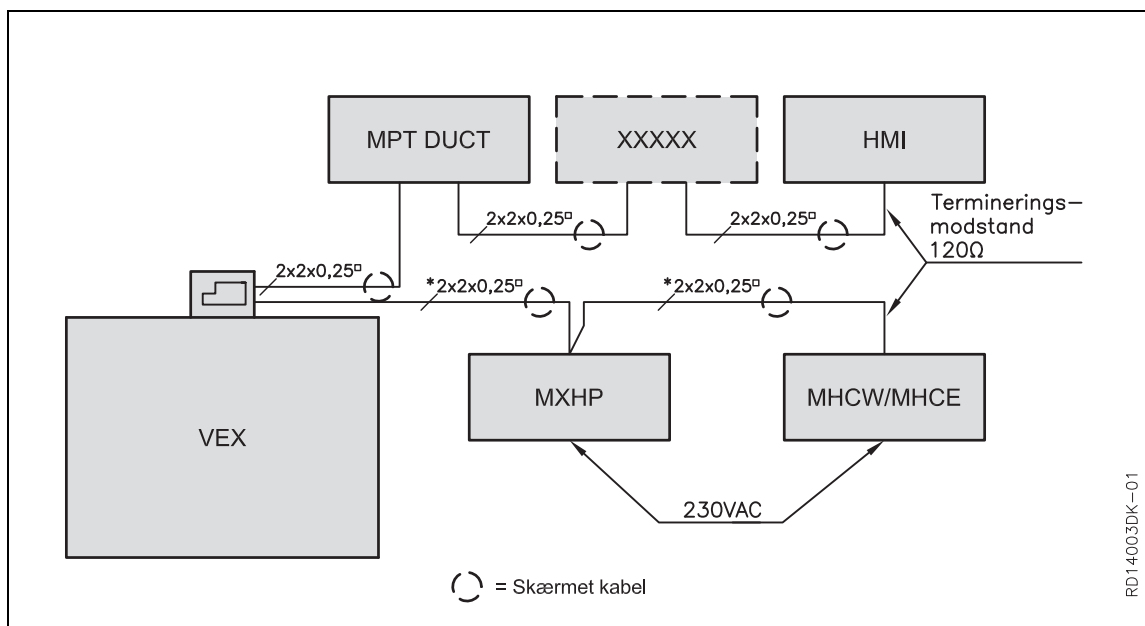 MPT DUCT
XXXXX
HMI
2x2x0,25¤
2x2x0,25¤
Terminerings-
modstand
120Ω
2x2x0,25¤
*2x2x0,25¤
*2x2x0,25¤
VEX
MXHP
MHCW/MHCE
230VAC
= Skærmet kabel
RD14003DK-01